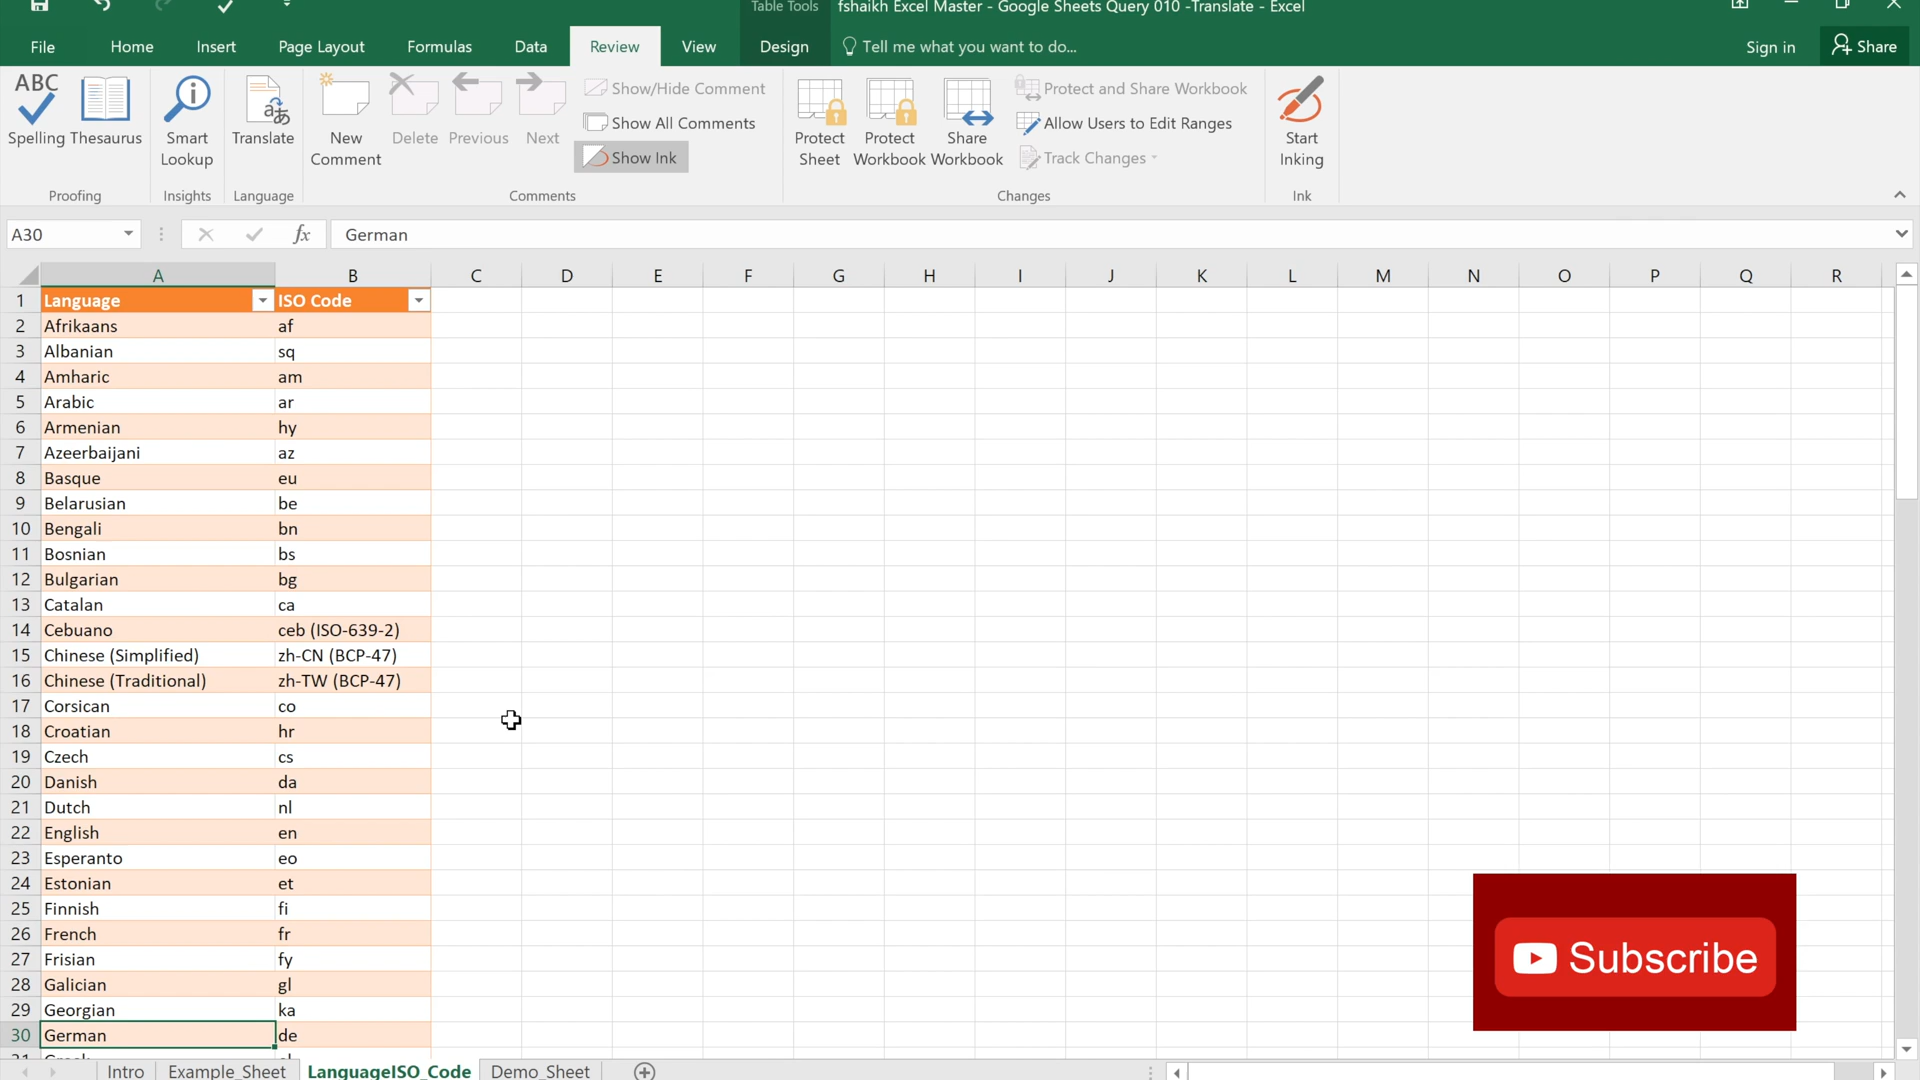 Table Tools fshaikh Excel Master - Google Sheets Query 010 -Translate - Excel
File Home Insert Page Layout Formulas Data Review View Design Tell me what you want to do... Sign in Share
ABC
Spelling Thesaurus
Proofing
Smart
Lookup
Insights
Translate
Language
New
Comment
Delete Previous Next
Show/Hide Comment
Show All Comments
Show Ink
Comments
Protect
Sheet
Protect
Workbook
Share
Workbook
Protect and Share Workbook
Allow Users to Edit Ranges
Track Changes
Changes
Start
Inking
Ink
A30 fx German
A B C D E F G H I J K L M N O P Q R
1 Language ISO Code
2 Afrikaans af
3 Albanian sq
4 Amharic am
5 Arabic ar
6 Armenian hy
7 Azeerbaijani az
8 Basque eu
9 Belarusian be
10 Bengali bn
11 Bosnian bs
12 Bulgarian bg
13 Catalan ca
14 Cebuano ceb (ISO-639-2)
15 Chinese (Simplified) zh-CN (BCP-47)
16 Chinese (Traditional) zh-TW (BCP-47)
17 Corsican co
18 Croatian hr
19 Czech cs
20 Danish da
21 Dutch nl
22 English en
23 Esperanto eo
24 Estonian et
25 Finnish fi
26 French fr
27 Frisian fy
28 Galician gl
29 Georgian ka
30 German de
Subscribe
Intro Example_Sheet LanguageISO_Code Demo_Sheet